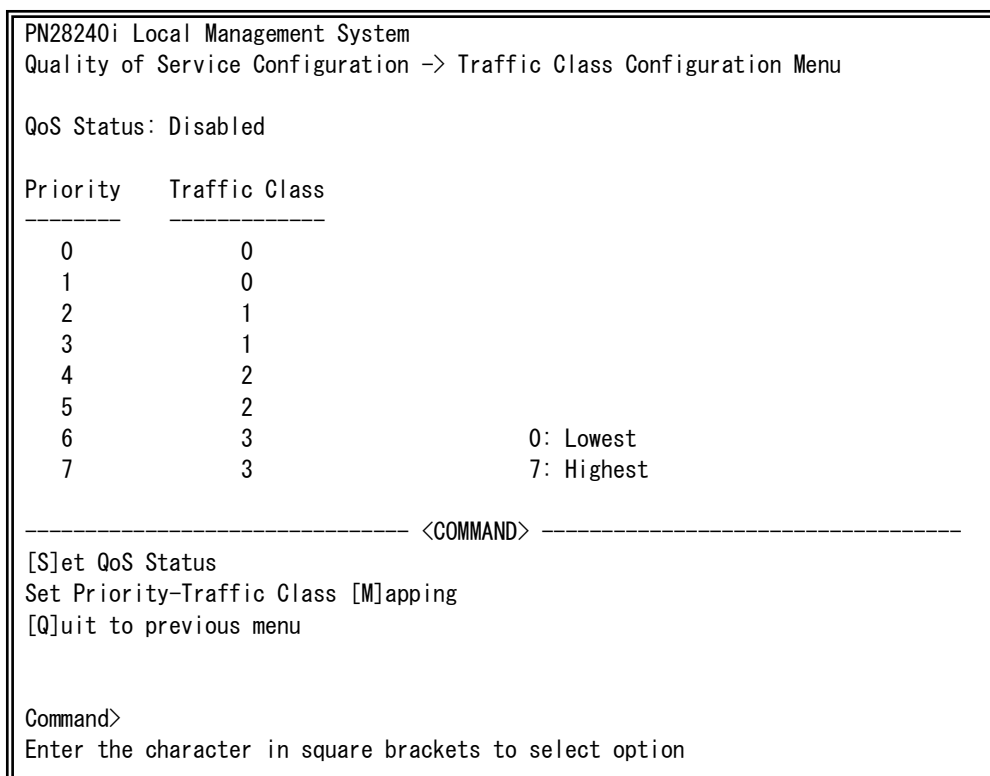 PN28240i Local Management System
Quality of Service Configuration -> Traffic Class Configuration Menu
QoS Status: Disabled
Priority    Traffic Class
--------    -------------
0    0
1    0
2    1
3    1
4    2
5    2
6    3    0: Lowest
7    3    7: Highest
-------------------------------- <COMMAND> -----------------------------------
[S]et QoS Status
Set Priority-Traffic Class [M]apping
[Q]uit to previous menu
Command>
Enter the character in square brackets to select option